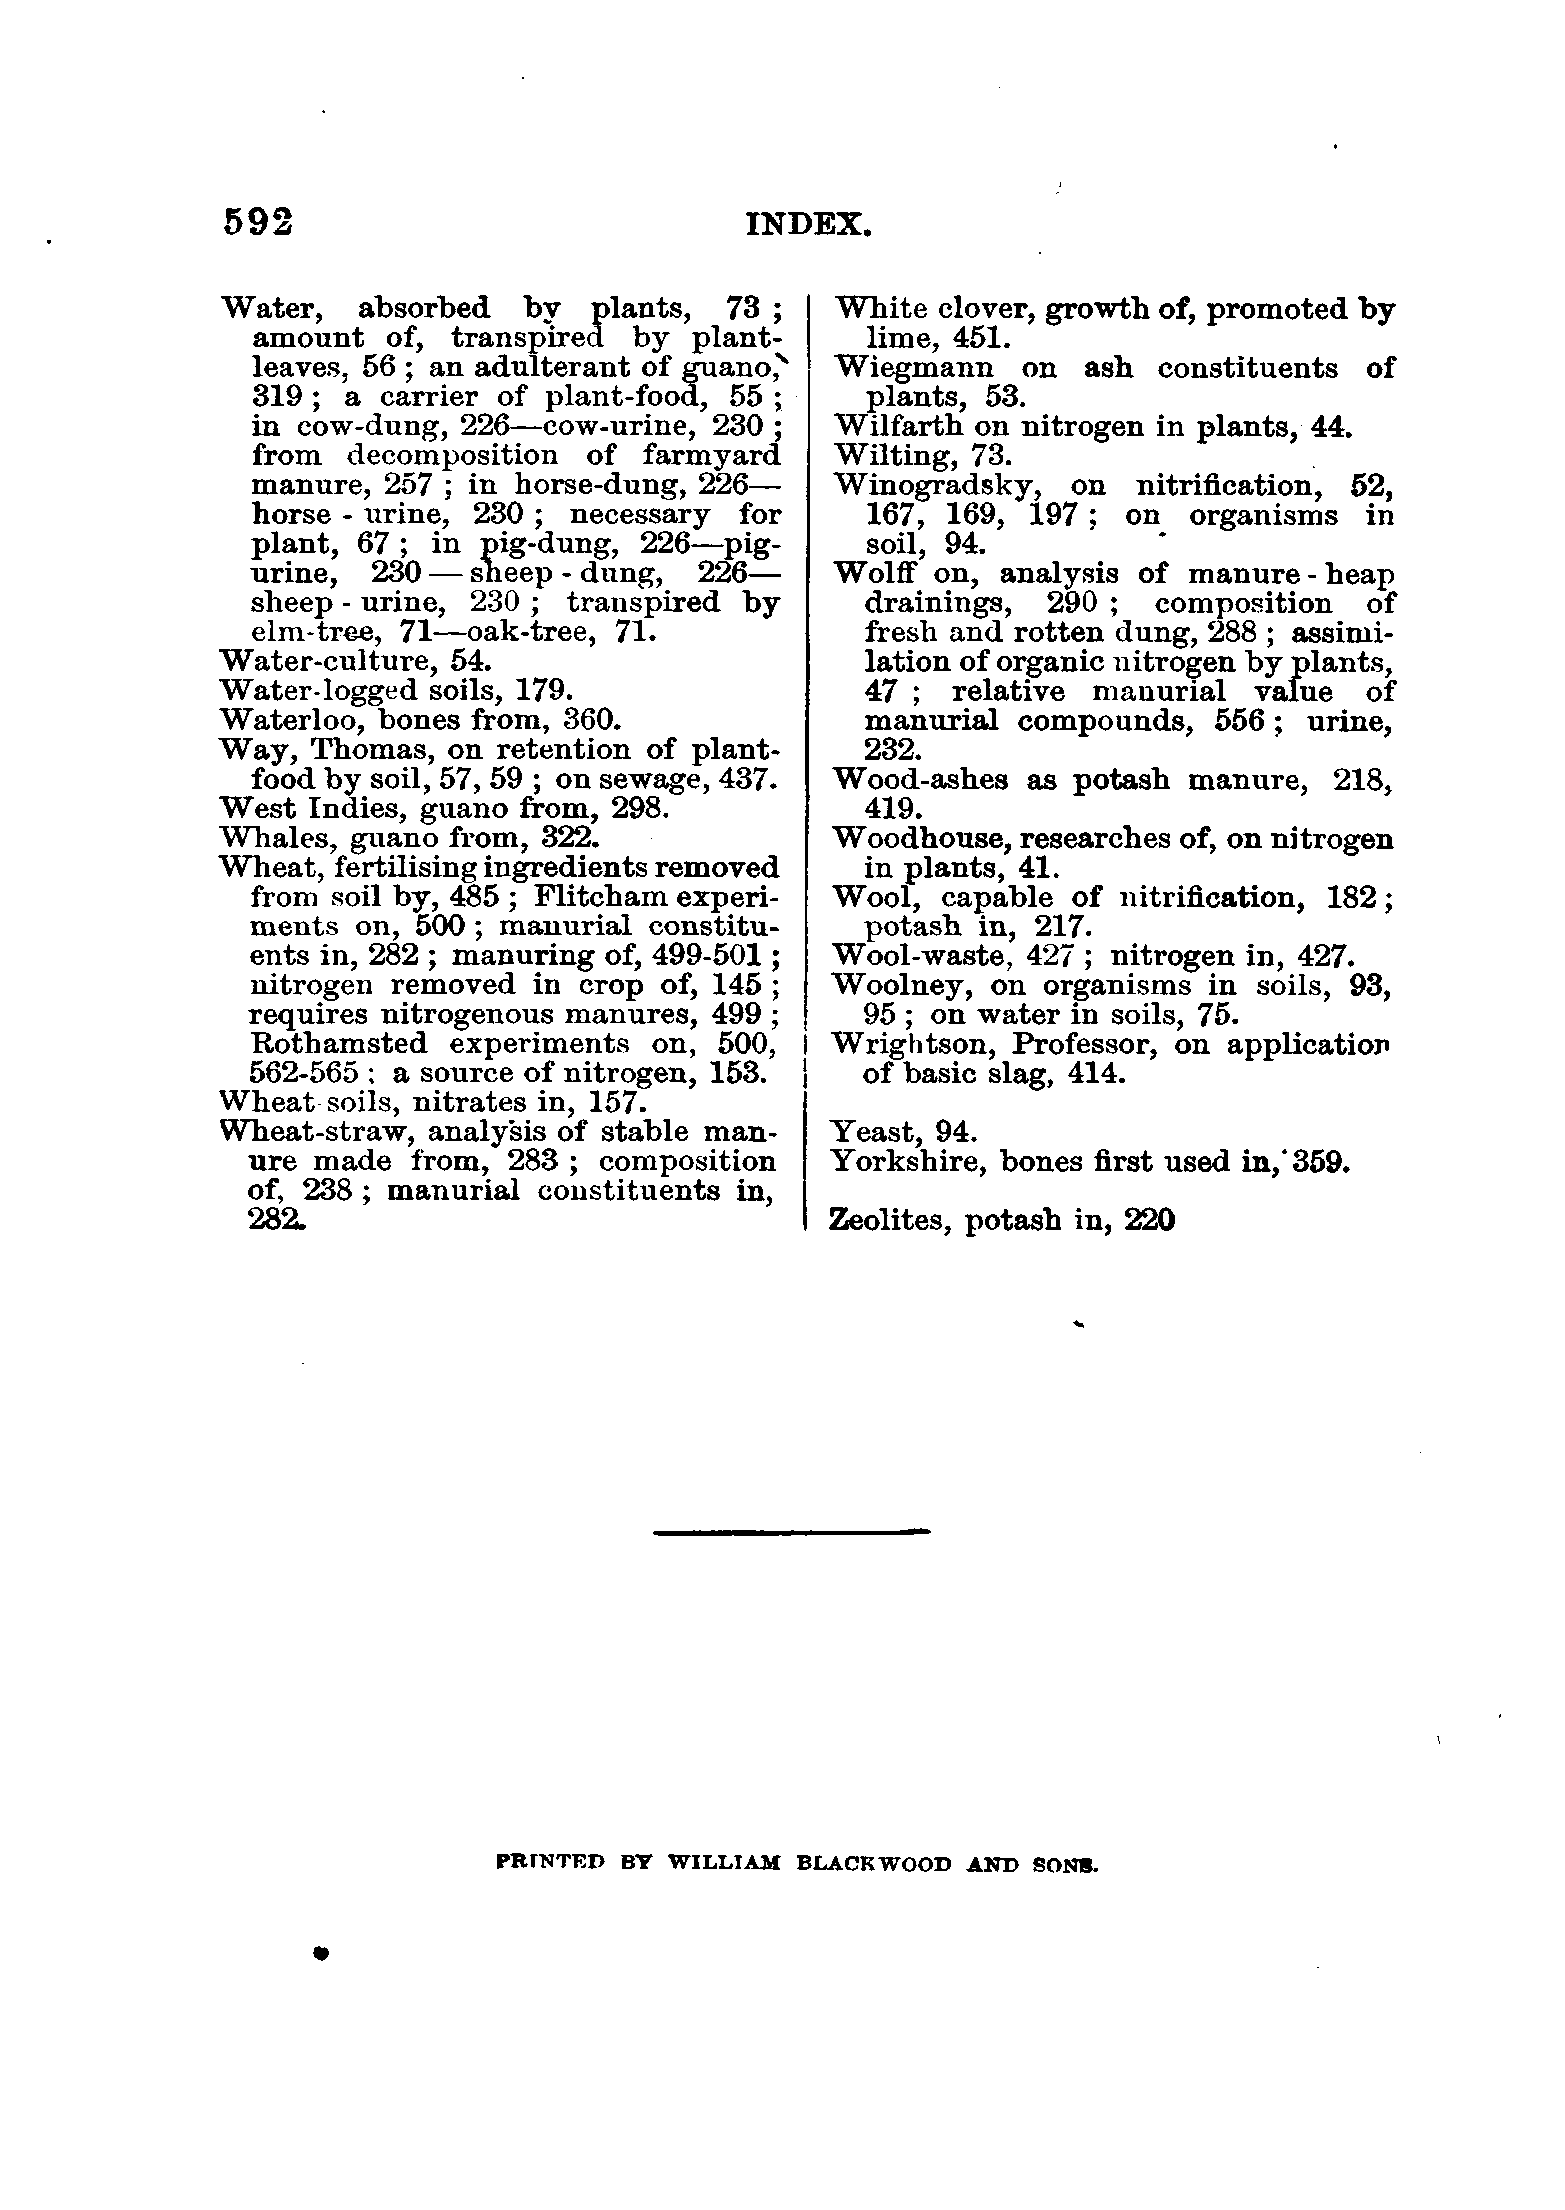 592 INDEX.
Water, absorbed by plants, 73 ;
amount of, transpired by plant-
leaves, 56 ; an adulterant of guano,
319 ; a carrier of plant-food, 55 ;
in cow-dung, 226—cow-urine, 230 ;
from decomposition of farmyard
manure, 257 ; in horse-dung, 226—
horse - urine, 230 ; necessary for
plant, 67 ; in pig-dung, 226—pig-
urine, 230 — sheep - dung, 226—
sheep - urine, 230 ; transpired by
elm-tree, 71—oak-tree, 71.
Water-culture, 54.
Water-logged soils, 179.
Waterloo, bones from, 360.
Way, Thomas, on retention of plant-
food by soil, 57, 59 ; on sewage, 437.
West Indies, guano from, 298.
Whales, guano from, 322.
Wheat, fertilising ingredients removed
from soil by, 485 ; Flitcham experi-
ments on, 500 ; manurial constitu-
ents in, 282 ; manuring of, 499-501 ;
nitrogen removed in crop of, 145 ;
requires nitrogenous manures, 499 ;
Rothamsted experiments on, 500,
562-565 ; a source of nitrogen, 153.
Wheat soils, nitrates in, 157.
Wheat-straw, analysis of stable man-
ure made from, 283 ; composition
of, 238 ; manurial constituents in,
282.
White clover, growth of, promoted by
lime, 451.
Wiegmann on ash constituents of
plants, 53.
Wilfarth on nitrogen in plants, 44.
Wilting, 73.
Winogradsky, on nitrification, 52,
167, 169, 197 ; on organisms in
soil, 94.
Wolff on, analysis of manure - heap
drainings, 290 ; composition of
fresh and rotten dung, 288 ; assimi-
lation of organic nitrogen by plants,
47 ; relative manurial value of
manurial compounds, 556 ; urine,
232.
Wood-ashes as potash manure, 218,
419.
Woodhouse, researches of, on nitrogen
in plants, 41.
Wool, capable of nitrification, 182 ;
potash in, 217.
Wool-waste, 427 ; nitrogen in, 427.
Woolney, on organisms in soils, 93,
95 ; on water in soils, 75.
Wrightson, Professor, on application
of basic slag, 414.
Yeast, 94.
Yorkshire, bones first used in, 359.
Zeolites, potash in, 220
PRINTED BY WILLIAM BLACKWOOD AND SONS.